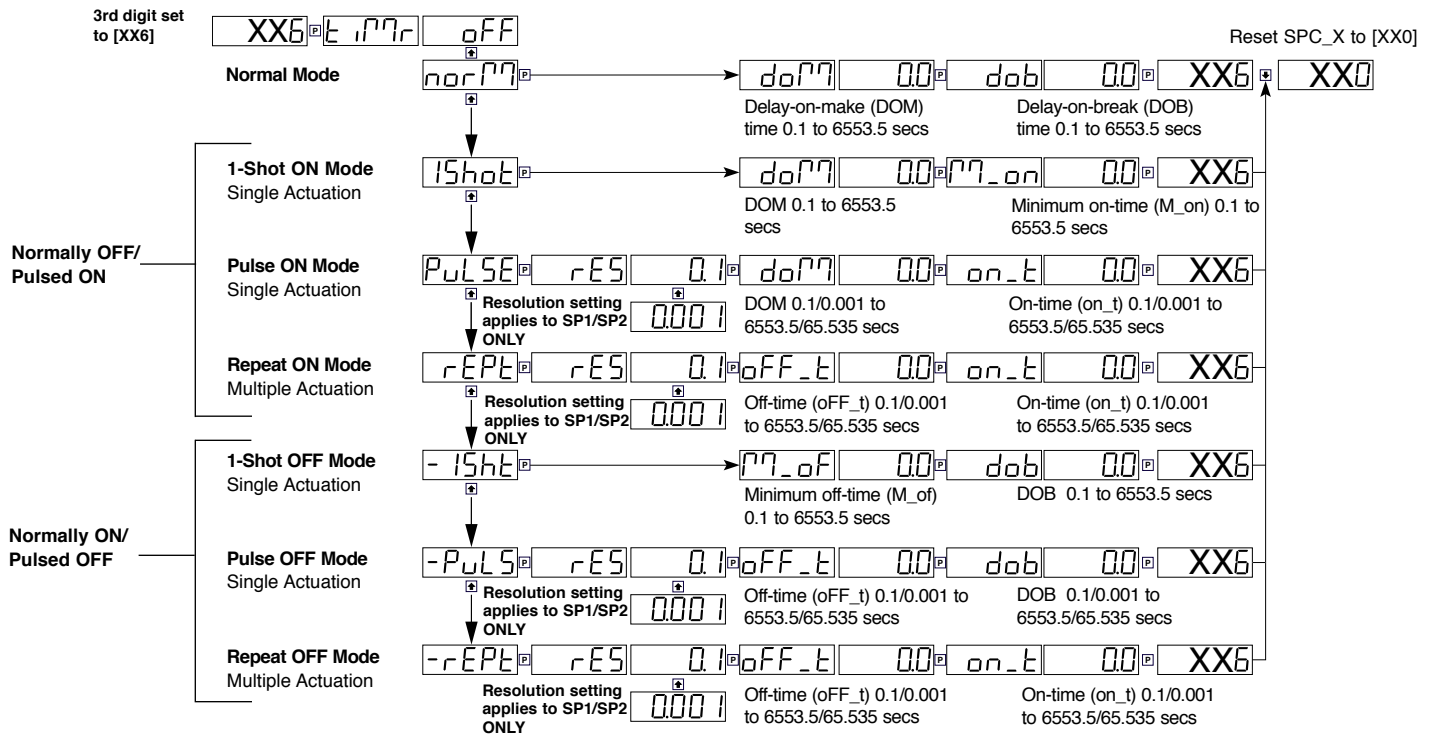 3rd digit set
to [XX6]
XX6 P tiMr oFF
Reset SPC_X to [XX0]
Normal Mode
norM P doM 0.0 P dob 0.0 P XX6 XX0
Delay-on-make (DOM)
time 0.1 to 6553.5 secs
Delay-on-break (DOB)
time 0.1 to 6553.5 secs
Normally OFF/
Pulsed ON
1-Shot ON Mode
Single Actuation
1Shot P doM 0.0 P M_on 0.0 P XX6
DOM 0.1 to 6553.5
secs
Minimum on-time (M_on) 0.1 to
6553.5 secs
Pulse ON Mode
Single Actuation
PuLSE P rES 0.1 P doM 0.0 P on_t 0.0 P XX6
Resolution setting
applies to SP1/SP2
ONLY
0.001
DOM 0.1/0.001 to
6553.5/65.535 secs
On-time (on_t) 0.1/0.001 to
6553.5/65.535 secs
Repeat ON Mode
Multiple Actuation
rEPt P rES 0.1 P oFF_t 0.0 P on_t 0.0 P XX6
Resolution setting
applies to SP1/SP2
ONLY
0.001
Off-time (oFF_t) 0.1/0.001
to 6553.5/65.535 secs
On-time (on_t) 0.1/0.001
to 6553.5/65.535 secs
Normally ON/
Pulsed OFF
1-Shot OFF Mode
Single Actuation
-1Sht P M_oF 0.0 P dob 0.0 P XX6
Minimum off-time (M_of)
0.1 to 6553.5 secs
DOB 0.1 to 6553.5 secs
Pulse OFF Mode
Single Actuation
-PuLS P rES 0.1 P oFF_t 0.0 P dob 0.0 P XX6
Resolution setting
applies to SP1/SP2
ONLY
0.001
Off-time (oFF_t) 0.1/0.001 to
6553.5/65.535 secs
DOB 0.1/0.001 to
6553.5/65.535 secs
Repeat OFF Mode
Multiple Actuation
-rEPt P rES 0.1 P oFF_t 0.0 P on_t 0.0 P XX6
Resolution setting
applies to SP1/SP2
ONLY
0.001
Off-time (oFF_t) 0.1/0.001
to 6553.5/65.535 secs
On-time (on_t) 0.1/0.001
to 6553.5/65.535 secs